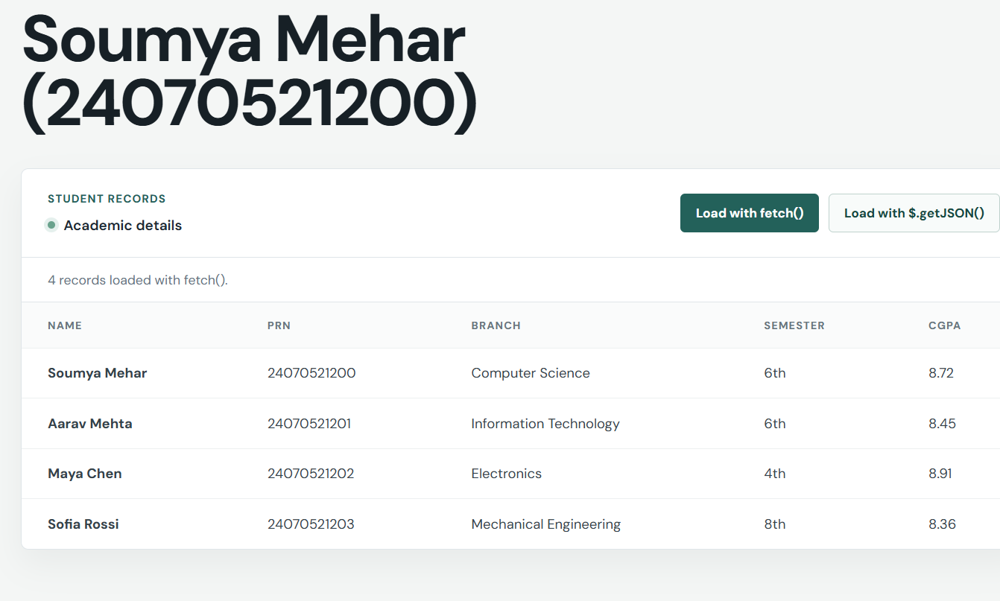 Soumya Mehar
(24070521200)
STUDENT RECORDS
Academic details
Load with fetch() Load with $.getJSON()
4 records loaded with fetch().
NAME PRN BRANCH SEMESTER CGPA
Soumya Mehar 24070521200 Computer Science 6th 8.72
Aarav Mehta 24070521201 Information Technology 6th 8.45
Maya Chen 24070521202 Electronics 4th 8.91
Sofia Rossi 24070521203 Mechanical Engineering 8th 8.36